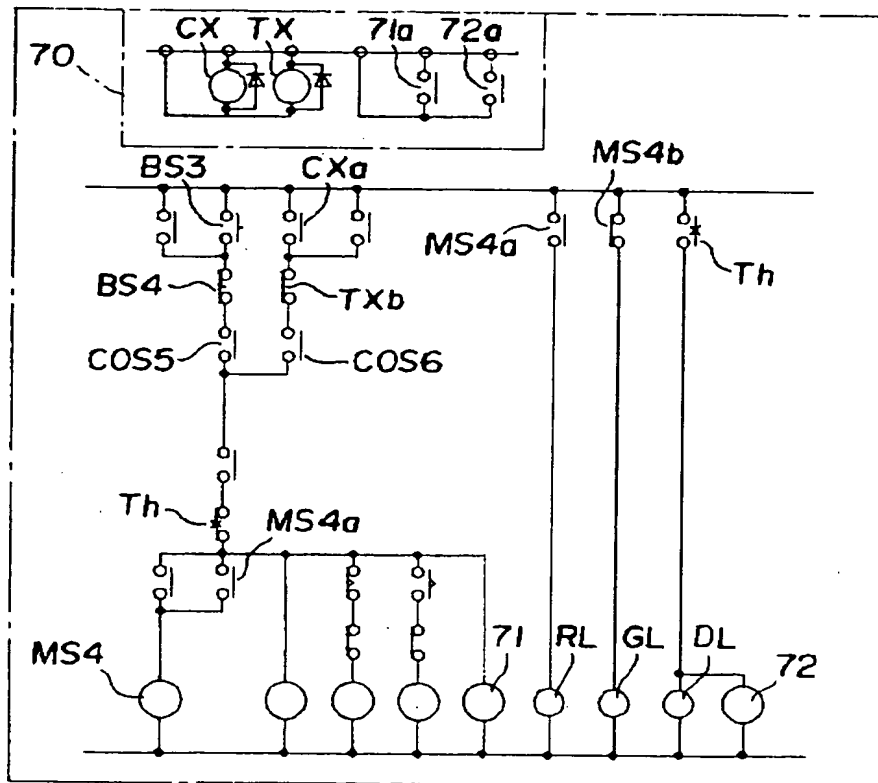 CX TX 71a 72a
70
BS3 CXa MS4b
MS4a Th
BS4 TXb
COS5 COS6
Th MS4a
MS4 71 RL GL DL 72